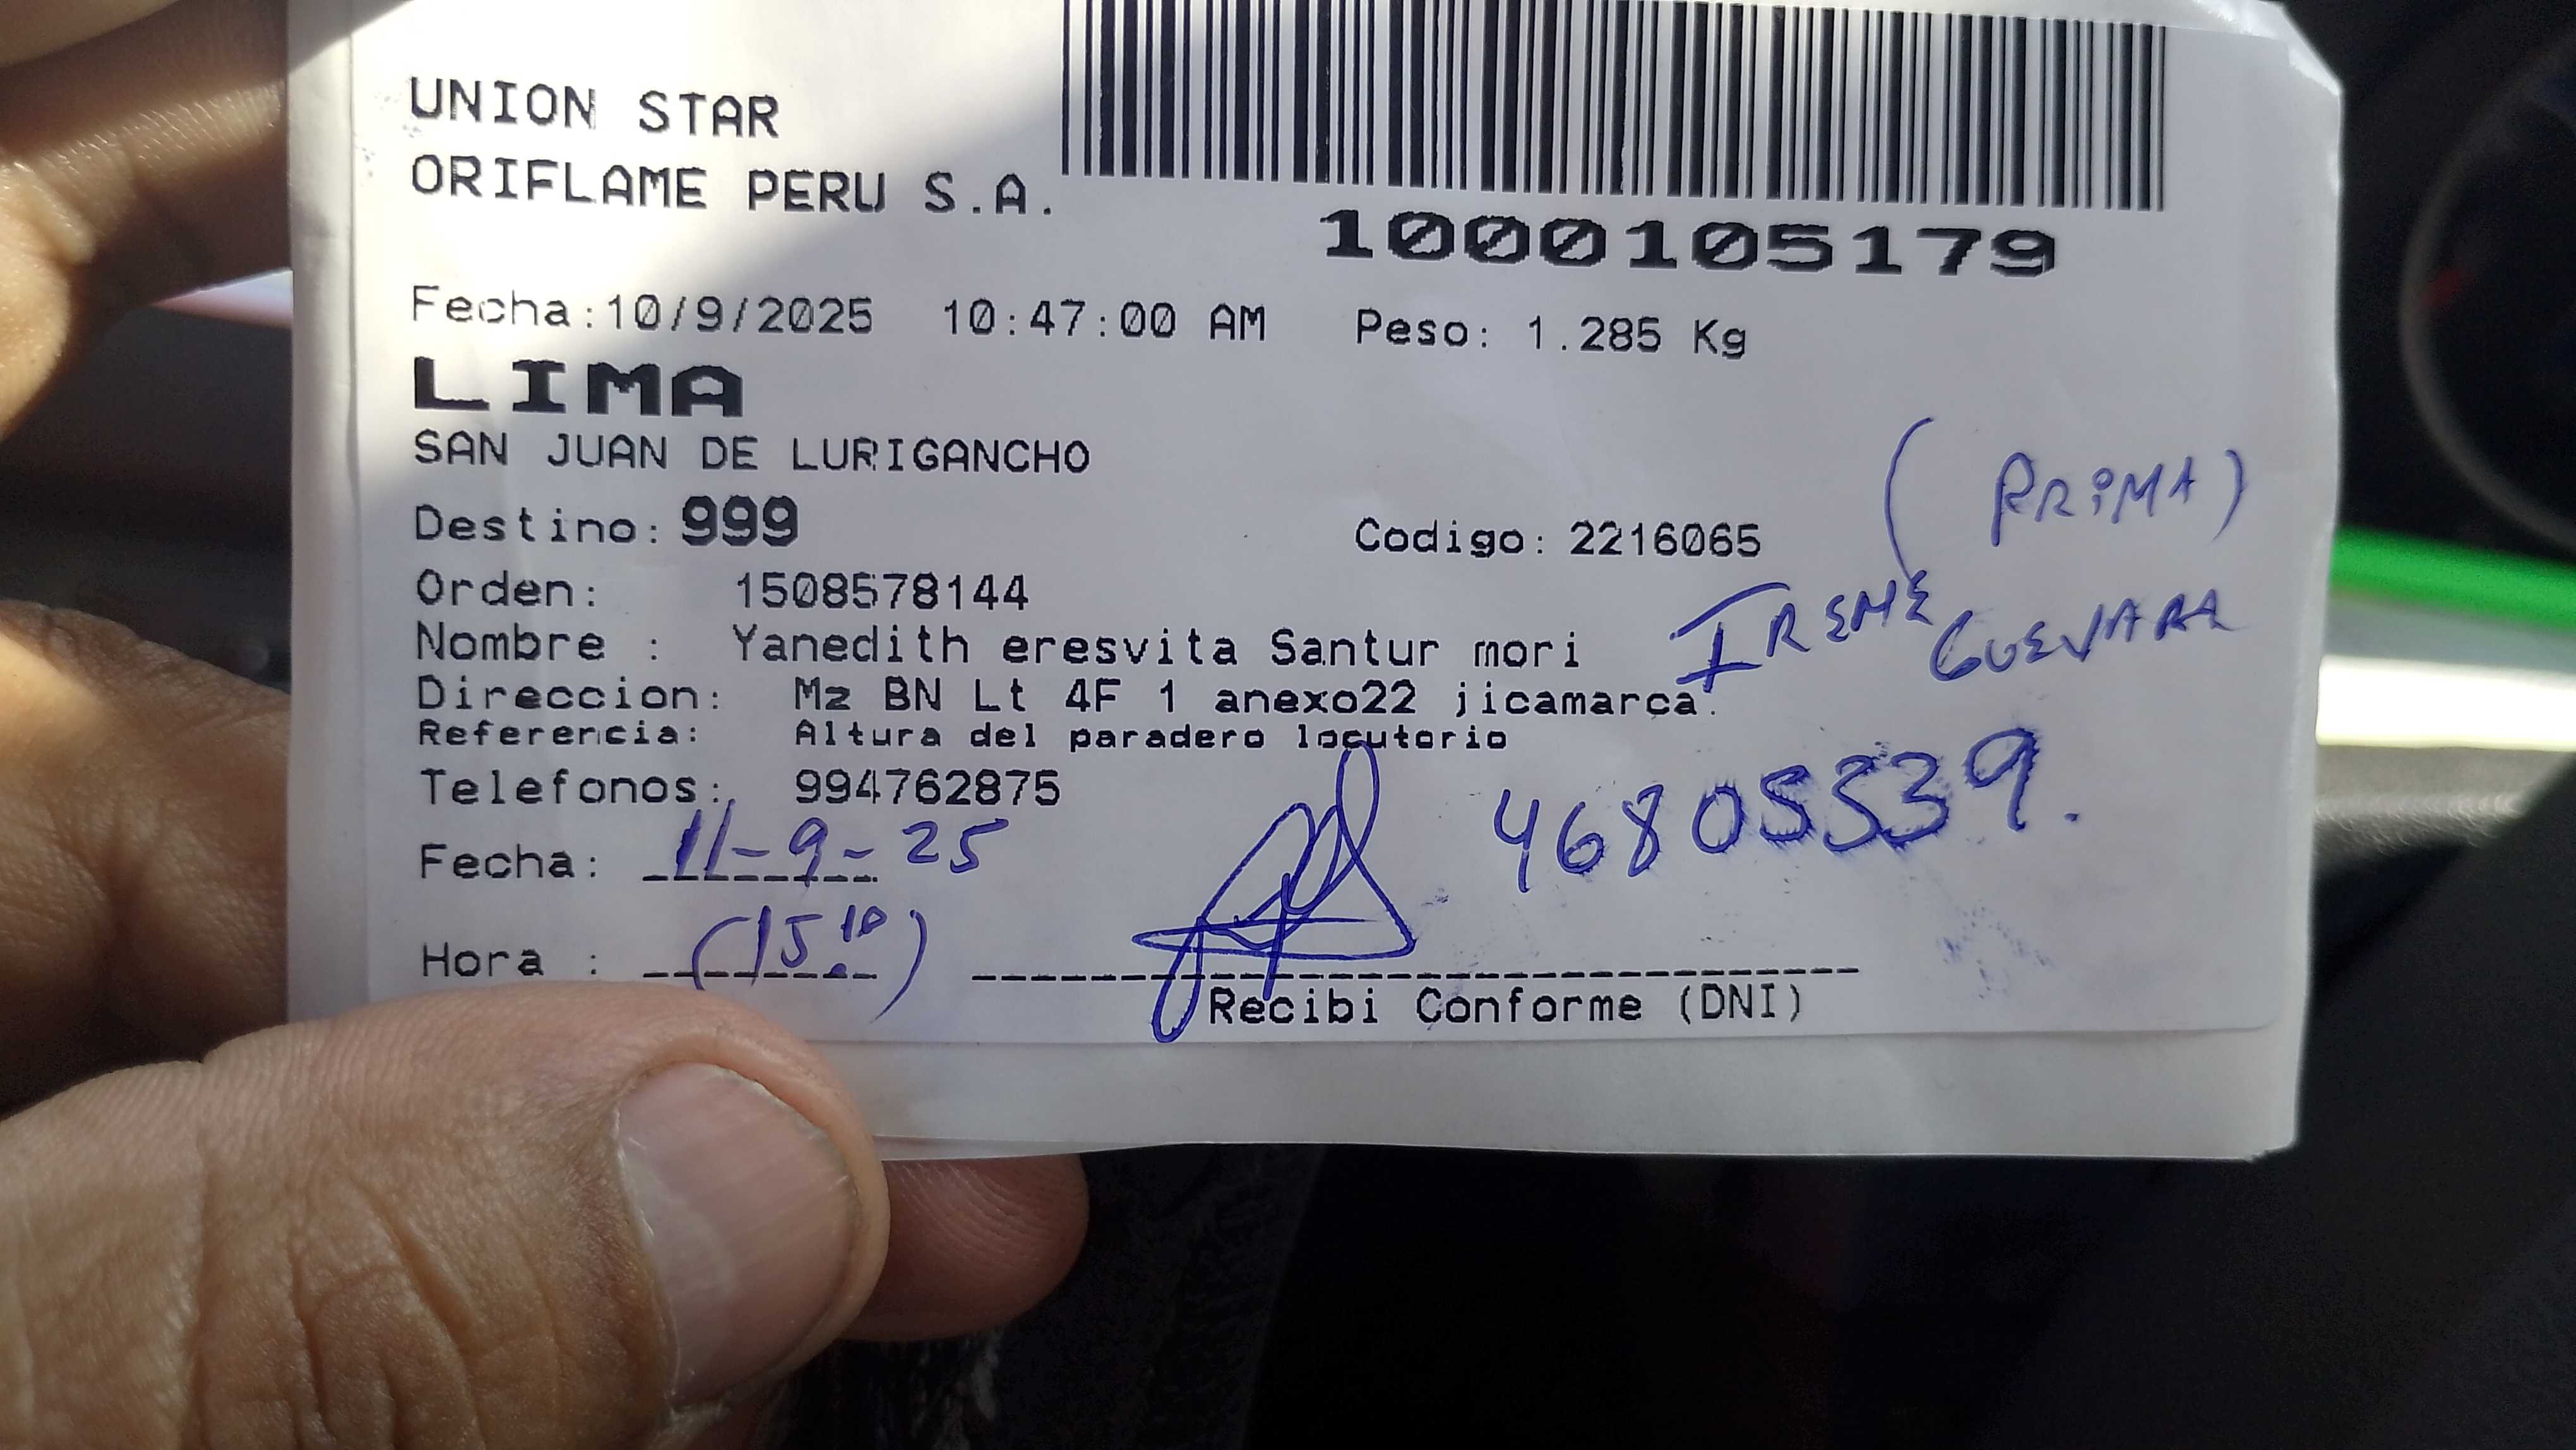 UNION STAR
ORIFLAME PERU S.A.
1000105179
Fecha:10/9/2025 10:47:00 AM Peso: 1.285 Kg
LIMA
SAN JUAN DE LURIGANCHO
(PRIMA)
Destino: 999 Codigo: 2216065
Orden: 1508578144
IRENE GUEVARA
Nombre : Yanedith eresvita Santur mori
Direccion: Mz BN Lt 4F 1 anexo22 jicamarca.
Referencia: Altura del paradero locutorio
Telefonos: 994762875
46805539.
Fecha: 11-9-25
Hora : (15:10)
Recibi Conforme (DNI)